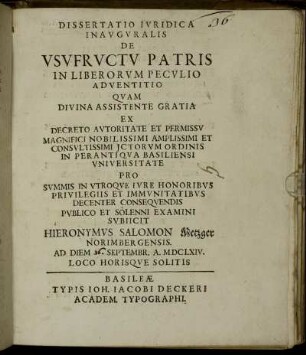 36
DISSERTATIO IVRIDICA
INAVGVRALIS
DE
VSVFRVCTV PATRIS
IN LIBERORVM PECVLIO
ADVENTITIO
QVAM
DIVINA ASSISTENTE GRATIA
EX
DECRETO AVTORITATE ET PERMISSV
MAGNIFICI NOBILISSIMI AMPLISSIMI ET
CONSVLTISSIMI JCTORVM ORDINIS
IN PERANTIQVA BASILIENSI
VNIVERSITATE
PRO
SVMMIS IN VTROQVE IVRE HONORIBVS
PRIVILEGIIS ET IMMVNITATIBVS
DECENTER CONSEQVENDIS
PVBLICO ET SOLENNI EXAMINI
SVBIICIT
HIERONYMVS SALOMON Metzger
NORIMBERGENSIS.
AD DIEM SEPTEMBR. A. MDCLXIV.
LOCO HORISQVE SOLITIS
BASILEÆ
TYPIS IOH. IACOBI DECKERI
ACADEM. TYPOGRAPHI.